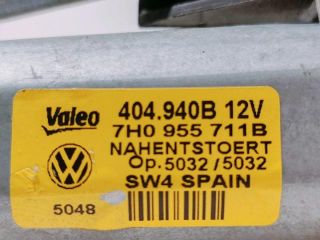 Valeo 404.940B 12V
7H0 955 711B
NAHENTSTOERT
OP.5032/5032
SW4 SPAIN
5048